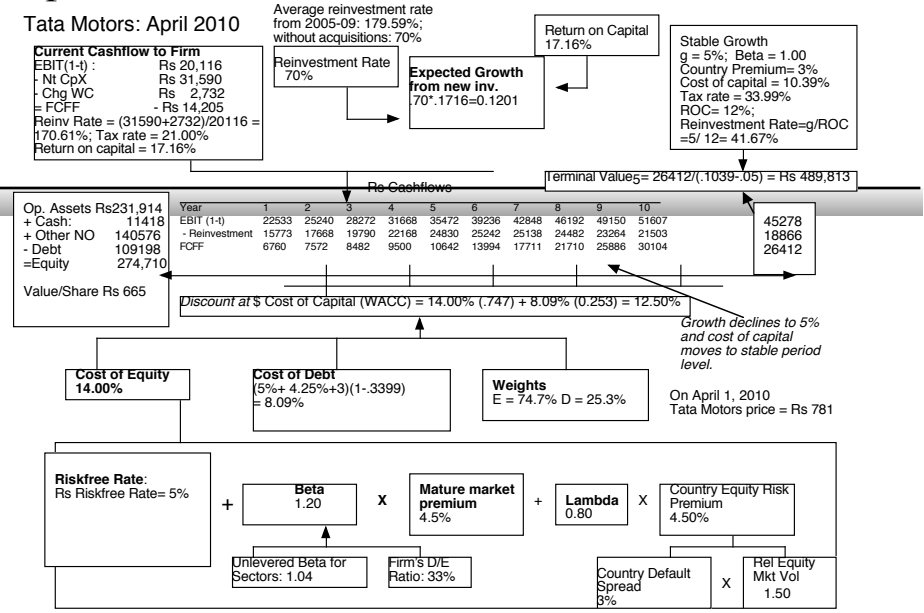 Tata Motors: April 2010
Average reinvestment rate
from 2005-09: 179.59%;
without acquisitions: 70%
Current Cashflow to Firm
EBIT(1-t) : Rs 20,116
- Nt CpX Rs 31,590
- Chg WC Rs 2,732
= FCFF - Rs 14,205
Reinv Rate = (31590+2732)/20116 =
170.61%; Tax rate = 21.00%
Return on capital = 17.16%
Reinvestment Rate
70%
Expected Growth
from new inv.
.70*.1716=0.1201
Return on Capital
17.16%
Stable Growth
g = 5%; Beta = 1.00
Country Premium= 3%
Cost of capital = 10.39%
Tax rate = 33.99%
ROC= 12%;
Reinvestment Rate=g/ROC
=5/ 12= 41.67%
Terminal Value5= 26412/(.1039-.05) = Rs 489,813
Rs Cashflows
Op. Assets Rs231,914
+ Cash: 11418
+ Other NO 140576
- Debt 109198
=Equity 274,710
Value/Share Rs 665
Year 1 2 3 4 5 6 7 8 9 10
EBIT (1-t) 22533 25240 28272 31668 35472 39236 42848 46192 49150 51607
- Reinvestment 15773 17668 19790 22168 24830 25242 25138 24482 23264 21503
FCFF 6760 7572 8482 9500 10642 13994 17711 21710 25886 30104
45278
18866
26412
Discount at $ Cost of Capital (WACC) = 14.00% (.747) + 8.09% (0.253) = 12.50%
Growth declines to 5%
and cost of capital
moves to stable period
level.
Cost of Equity
14.00%
Cost of Debt
(5%+ 4.25%+3)(1-.3399)
= 8.09%
Weights
E = 74.7% D = 25.3%
On April 1, 2010
Tata Motors price = Rs 781
Riskfree Rate:
Rs Riskfree Rate= 5%
+
Beta
1.20
X
Mature market
premium
4.5%
+
Lambda
0.80
X
Country Equity Risk
Premium
4.50%
Unlevered Beta for
Sectors: 1.04
Firm's D/E
Ratio: 33%
Country Default
Spread
3%
X
Rel Equity
Mkt Vol
1.50